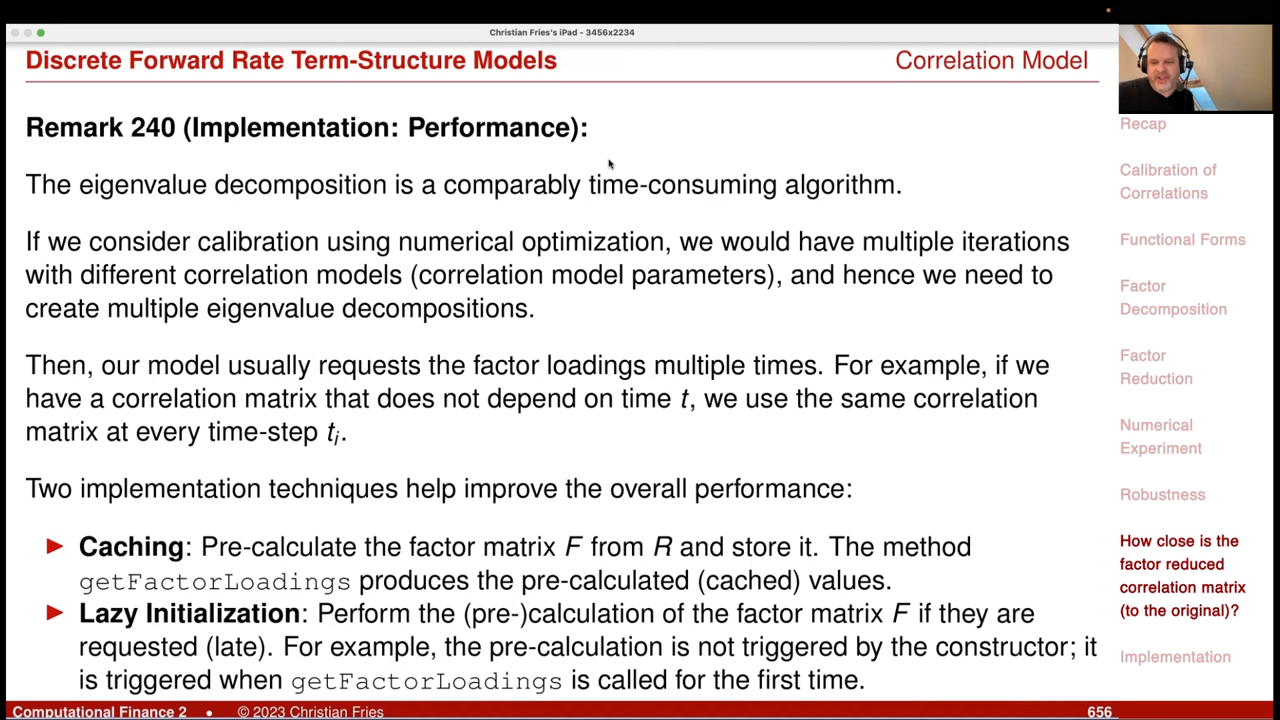 Christian Fries's iPad - 3456x2234
Discrete Forward Rate Term-Structure Models
Correlation Model
Remark 240 (Implementation: Performance):
The eigenvalue decomposition is a comparably time-consuming algorithm.
If we consider calibration using numerical optimization, we would have multiple iterations
with different correlation models (correlation model parameters), and hence we need to
create multiple eigenvalue decompositions.
Then, our model usually requests the factor loadings multiple times. For example, if we
have a correlation matrix that does not depend on time t, we use the same correlation
matrix at every time-step tᵢ.
Two implementation techniques help improve the overall performance:
▶ Caching: Pre-calculate the factor matrix F from R and store it. The method
getFactorLoadings produces the pre-calculated (cached) values.
▶ Lazy Initialization: Perform the (pre-)calculation of the factor matrix F if they are
requested (late). For example, the pre-calculation is not triggered by the constructor; it
is triggered when getFactorLoadings is called for the first time.
Recap
Calibration of
Correlations
Functional Forms
Factor
Decomposition
Factor
Reduction
Numerical
Experiment
Robustness
How close is the
factor reduced
correlation matrix
(to the original)?
Implementation
Computational Finance 2 • © 2023 Christian Fries
656